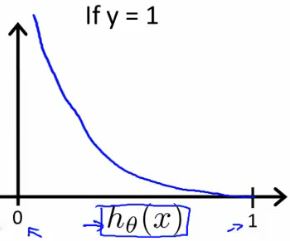 If y = 1
0 hθ(x) 1